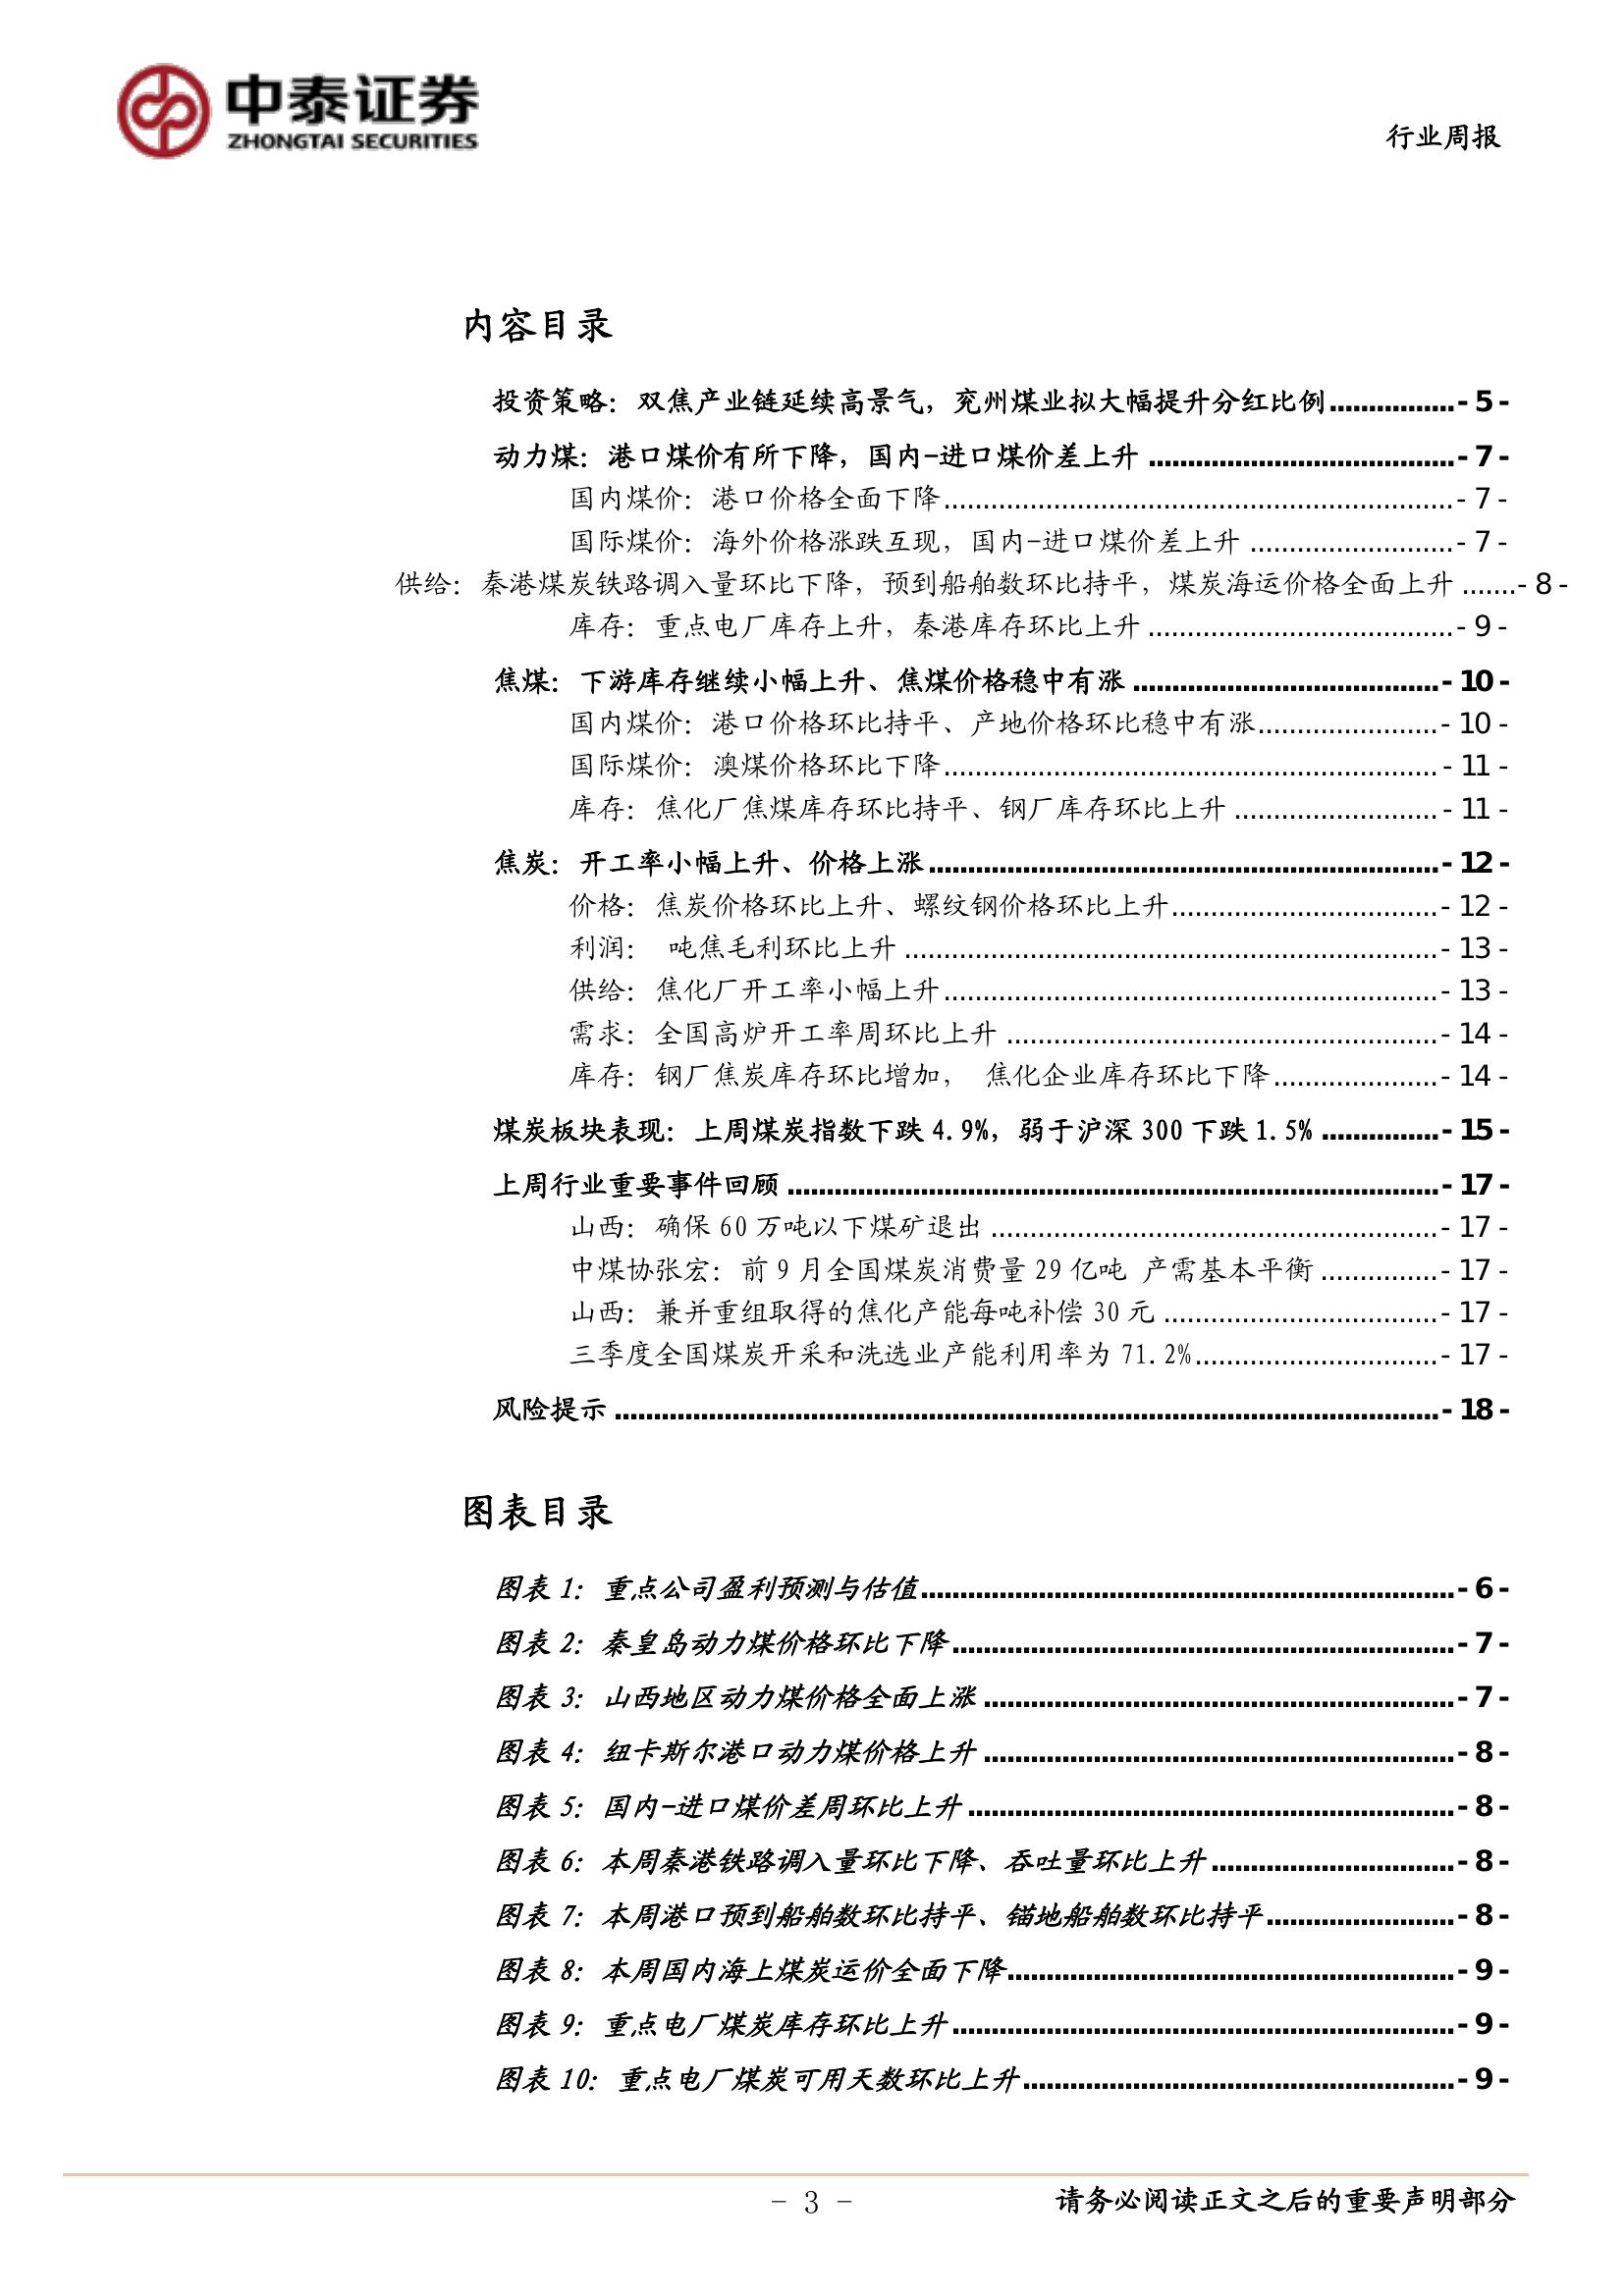 中泰证券
ZHONGTAI SECURITIES
行业周报
内容目录
投资策略：双焦产业链延续高景气，兖州煤业拟大幅提升分红比例................- 5 -
动力煤：港口煤价有所下降，国内-进口煤价差上升.......................................- 7 -
国内煤价：港口价格全面下降.................................................................- 7 -
国际煤价：海外价格涨跌互现，国内-进口煤价差上升..........................- 7 -
供给：秦港煤炭铁路调入量环比下降，预到船舶数环比持平，煤炭海运价格全面上升.......- 8 -
库存：重点电厂库存上升，秦港库存环比上升.......................................- 9 -
焦煤：下游库存继续小幅上升、焦煤价格稳中有涨.......................................- 10 -
国内煤价：港口价格环比持平、产地价格环比稳中有涨.......................- 10 -
国际煤价：澳煤价格环比下降...............................................................- 11 -
库存：焦化厂焦煤库存环比持平、钢厂库存环比上升..........................- 11 -
焦炭：开工率小幅上升、价格上涨.................................................................- 12 -
价格：焦炭价格环比上升、螺纹钢价格环比上升..................................- 12 -
利润： 吨焦毛利环比上升....................................................................- 13 -
供给：焦化厂开工率小幅上升...............................................................- 13 -
需求：全国高炉开工率周环比上升.......................................................- 14 -
库存：钢厂焦炭库存环比增加， 焦化企业库存环比下降.....................- 14 -
煤炭板块表现：上周煤炭指数下跌 4.9%，弱于沪深 300 下跌 1.5%...............- 15 -
上周行业重要事件回顾...................................................................................- 17 -
山西：确保 60 万吨以下煤矿退出.........................................................- 17 -
中煤协张宏：前 9 月全国煤炭消费量 29 亿吨 产需基本平衡...............- 17 -
山西：兼并重组取得的焦化产能每吨补偿 30 元...................................- 17 -
三季度全国煤炭开采和洗选业产能利用率为 71.2%...............................- 17 -
风险提示.........................................................................................................- 18 -
图表目录
图表 1：重点公司盈利预测与估值....................................................................- 6 -
图表 2：秦皇岛动力煤价格环比下降................................................................- 7 -
图表 3：山西地区动力煤价格全面上涨............................................................- 7 -
图表 4：纽卡斯尔港口动力煤价格上升............................................................- 8 -
图表 5：国内-进口煤价差周环比上升..............................................................- 8 -
图表 6：本周秦港铁路调入量环比下降、吞吐量环比上升...............................- 8 -
图表 7：本周港口预到船舶数环比持平、锚地船舶数环比持平........................- 8 -
图表 8：本周国内海上煤炭运价全面下降.........................................................- 9 -
图表 9：重点电厂煤炭库存环比上升................................................................- 9 -
图表 10：重点电厂煤炭可用天数环比上升.......................................................- 9 -
- 3 -
请务必阅读正文之后的重要声明部分